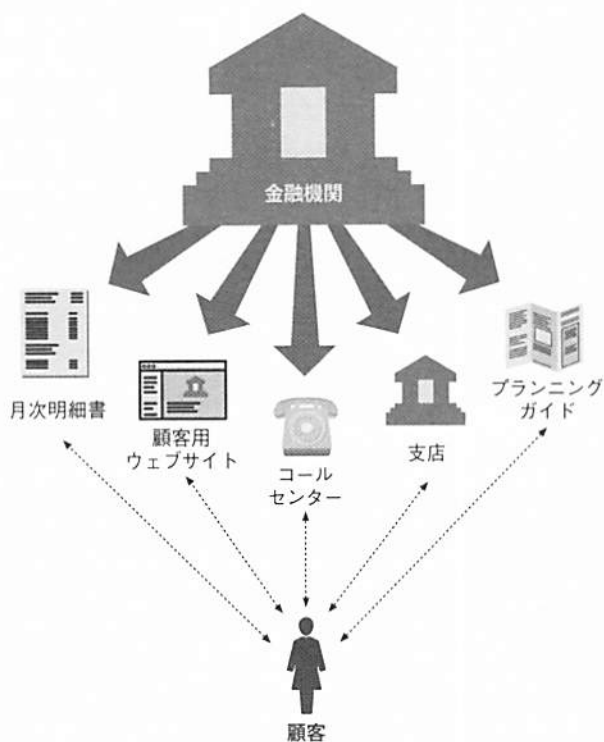 金融機関
月次明細書
顧客用
ウェブサイト
コール
センター
支店
プランニング
ガイド
顧客